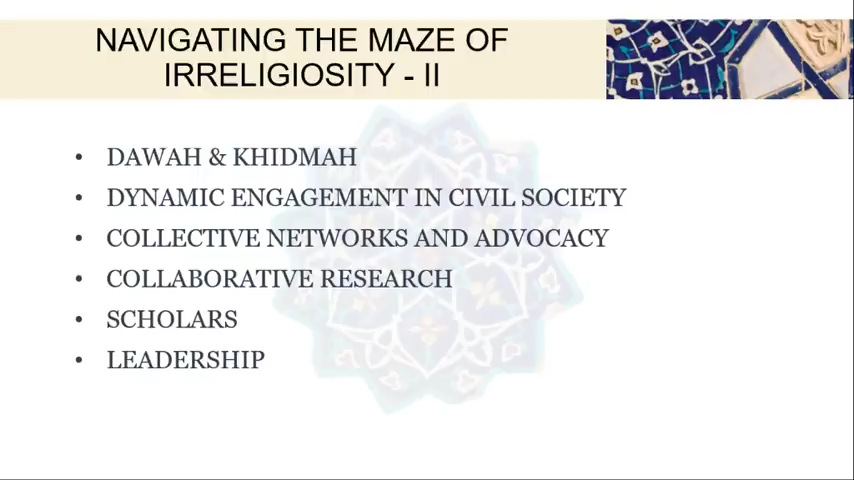 NAVIGATING THE MAZE OF
IRRELIGIOSITY - II
• DAWAH & KHIDMAH
• DYNAMIC ENGAGEMENT IN CIVIL SOCIETY
• COLLECTIVE NETWORKS AND ADVOCACY
• COLLABORATIVE RESEARCH
• SCHOLARS
• LEADERSHIP